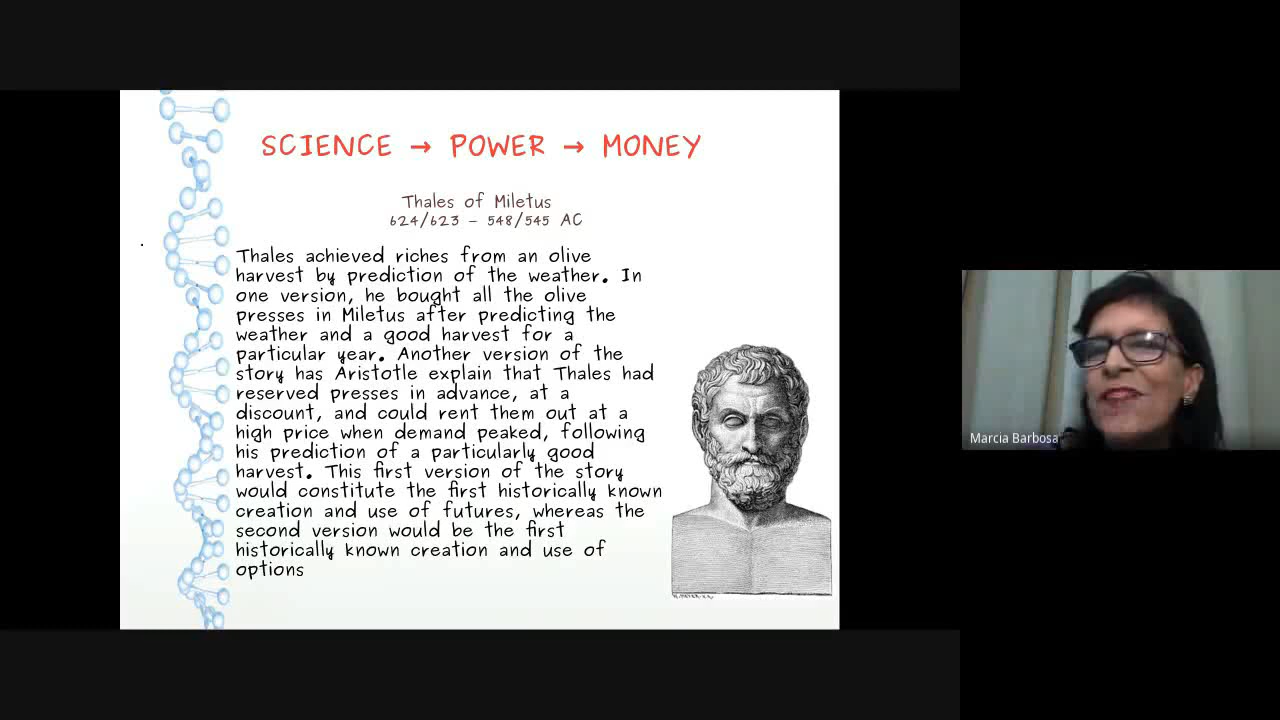 SCIENCE → POWER → MONEY
Thales of Miletus
624/623 – 548/545 AC
Thales achieved riches from an olive
harvest by prediction of the weather. In
one version, he bought all the olive
presses in Miletus after predicting the
weather and a good harvest for a
particular year. Another version of the
story has Aristotle explain that Thales had
reserved presses in advance, at a
discount, and could rent them out at a
high price when demand peaked, following
his prediction of a particularly good
harvest. This first version of the story
would constitute the first historically known
creation and use of futures, whereas the
second version would be the first
historically known creation and use of
options
Marcia Barbosa